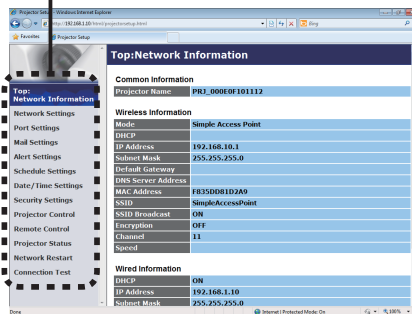 Projector Setup - Windows Internet Explorer
http://192.168.1.10/html/projectorsetup.html
Bing
Favorites
Projector Setup
Top:
Network Information
Network Settings
Port Settings
Mail Settings
Alert Settings
Schedule Settings
Date/Time Settings
Security Settings
Projector Control
Remote Control
Projector Status
Network Restart
Connection Test
Top:Network Information
Common Information
Projector Name PRJ_000E0F101112
Wireless Information
Mode Simple Access Point
DHCP
IP Address 192.168.10.1
Subnet Mask 255.255.255.0
Default Gateway
DNS Server Address
MAC Address F835DD81D2A9
SSID SimpleAccessPoint
SSID Broadcast ON
Encryption OFF
Channel 11
Speed
Wired Information
DHCP ON
IP Address 192.168.1.10
Subnet Mask 255.255.255.0
Done
Internet | Protected Mode: On
100%